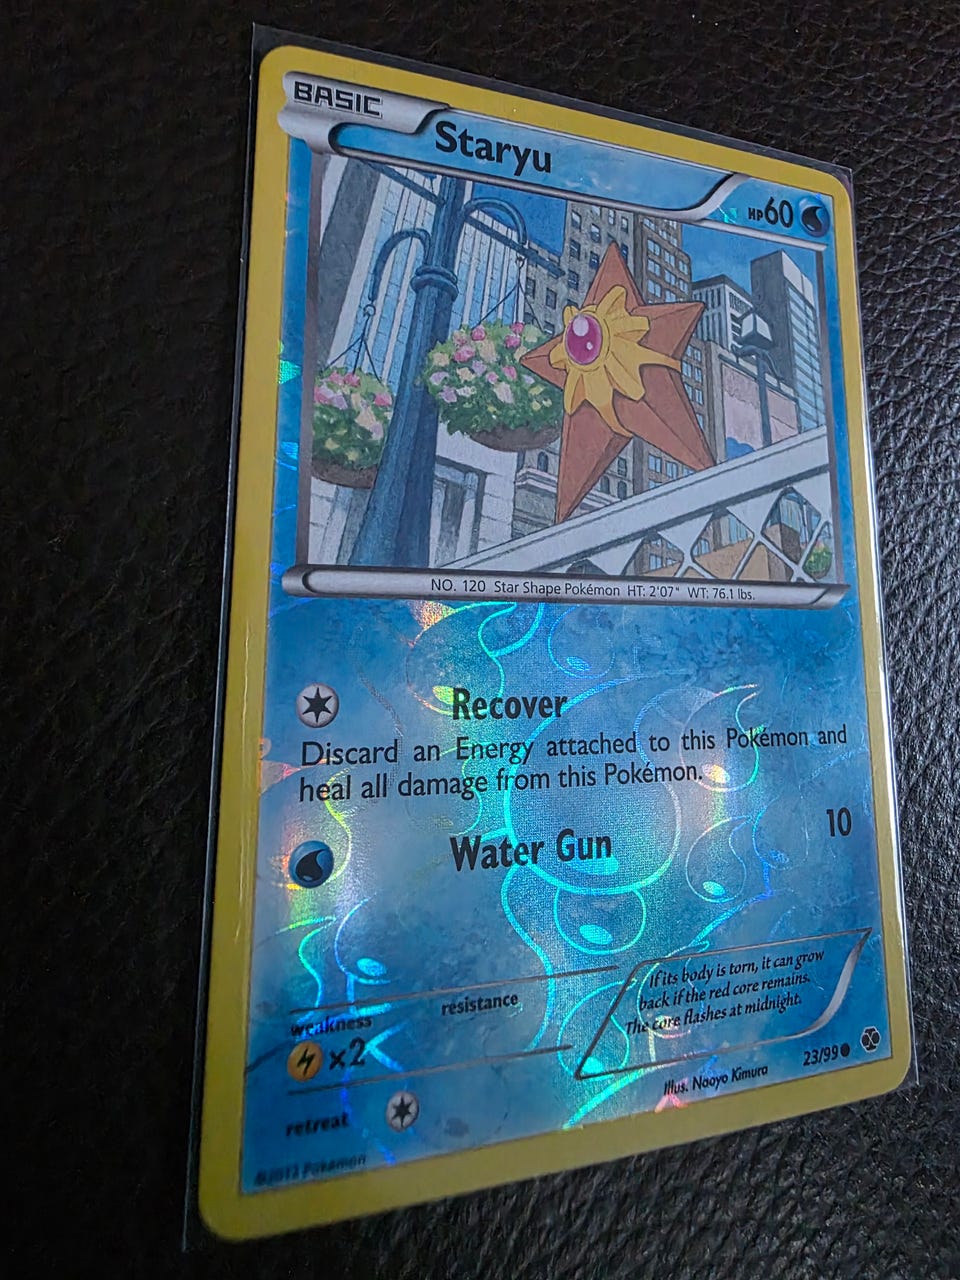 BASIC
Staryu
HP60
NO. 120 Star Shape Pokémon HT: 2'07" WT: 76.1 lbs.
Recover
Discard an Energy attached to this Pokémon and
heal all damage from this Pokémon.
Water Gun 10
weakness
×2
resistance
If its body is torn, it can grow
back if the red core remains.
The core flashes at midnight.
retreat
Illus. Naoyo Kimura
23/99
©2012 Pokémon